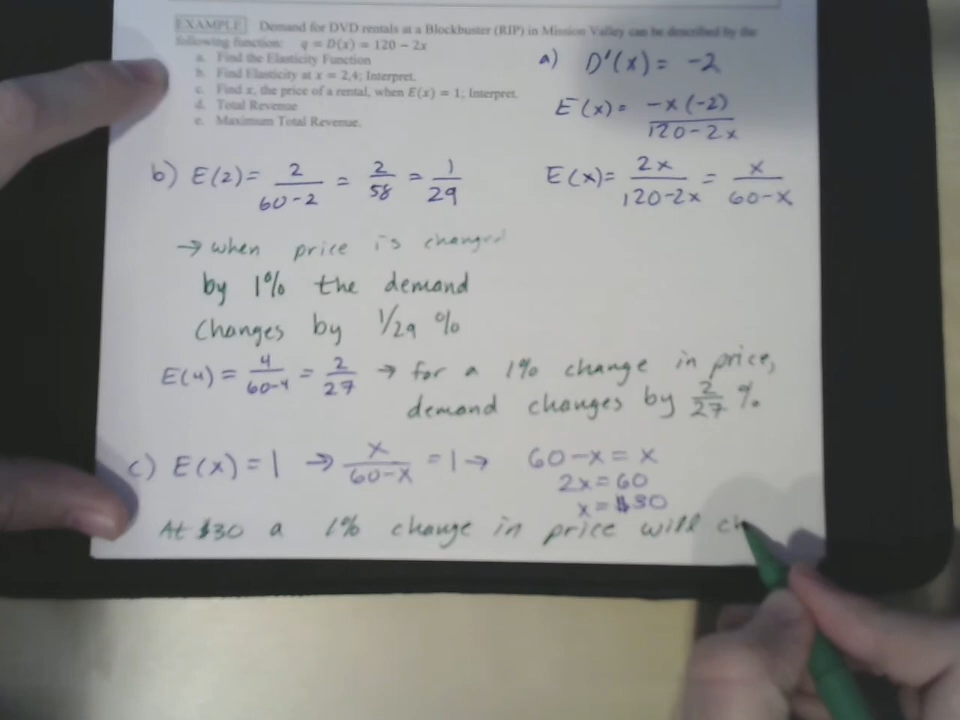 EXAMPLE Demand for DVD rentals at a Blockbuster (RIP) in Mission Valley can be described by the
following function: q = D(x) = 120 − 2x
a. Find the Elasticity Function
b. Find Elasticity at x = 2,4; Interpret.
c. Find x, the price of a rental, when E(x) = 1; Interpret.
d. Total Revenue
e. Maximum Total Revenue.
a) D'(x) = -2
E(x) = -x(-2) / 120-2x
E(x) = 2x / 120-2x = x / 60-x
b) E(2) = 2 / 60-2 = 2/58 = 1/29
→ when price is changed
by 1% the demand
changes by 1/29 %
E(4) = 4 / 60-4 = 2/27 → for a 1% change in price,
demand changes by 2/27 %.
c) E(x) = 1 → x / 60-x = 1 → 60-x = x
2x = 60
x = $30
At $30 a 1% change in price will ch